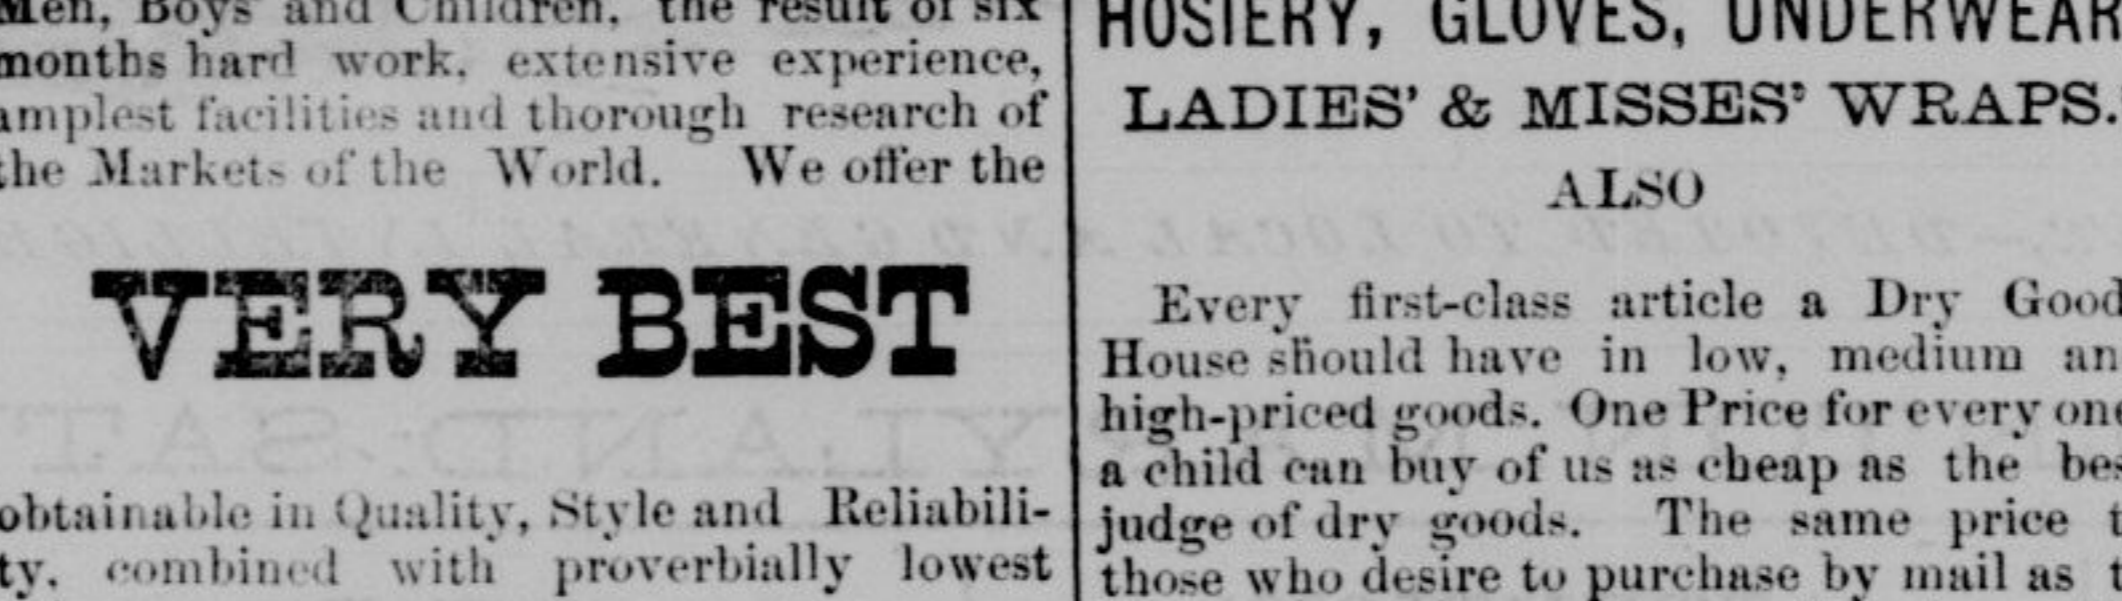 Men, Boys and Children, the result of six
months hard work, extensive experience,
amplest facilities and thorough research of
the Markets of the World. We offer the
VERY BEST
obtainable in Quality, Style and Reliabili-
ty, combined with proverbially lowest
HOSIERY, GLOVES, UNDERWEAR
LADIES' & MISSES' WRAPS.
ALSO
Every first-class article a Dry Good
House should have in low, medium an
high-priced goods. One Price for every one
a child can buy of us as cheap as the bes
judge of dry goods. The same price t
those who desire to purchase by mail as t